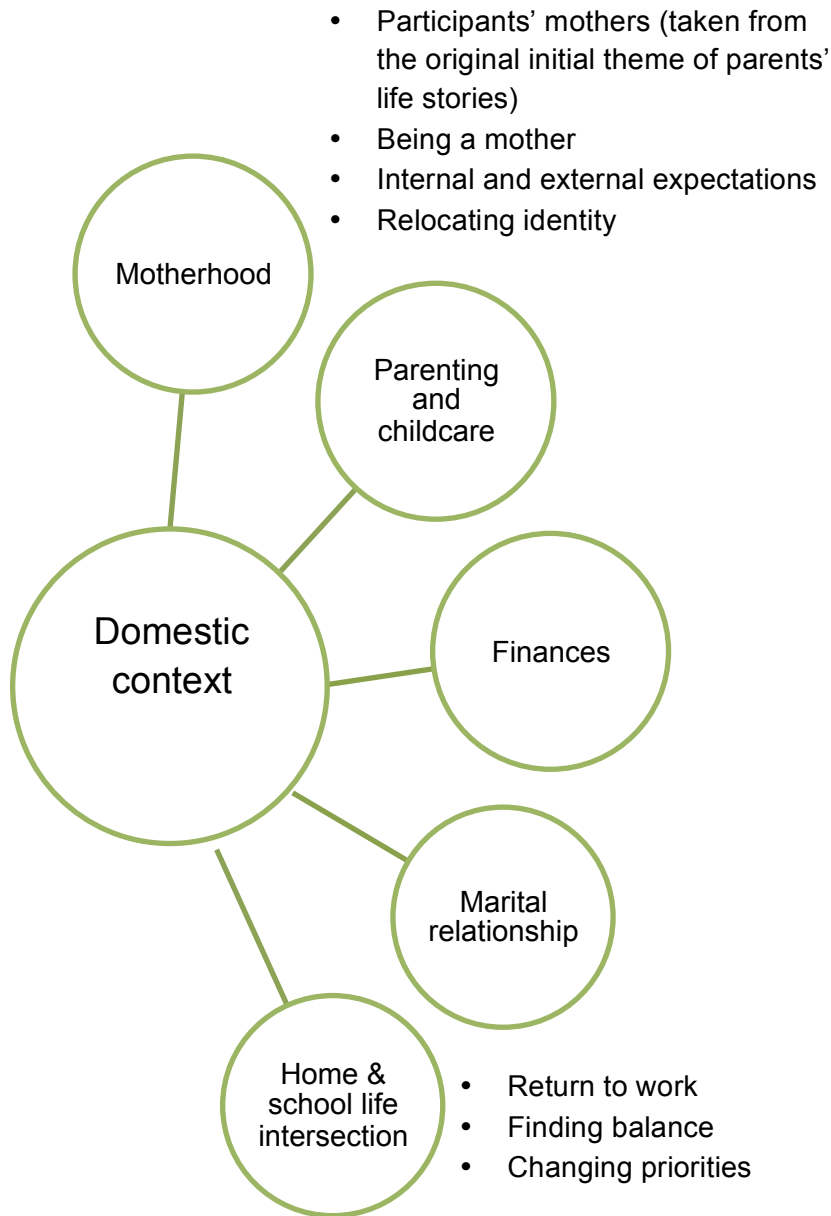 • Participants’ mothers (taken from
the original initial theme of parents’
life stories)
• Being a mother
• Internal and external expectations
• Relocating identity
Motherhood
Parenting
and
childcare
Domestic
context
Finances
Marital
relationship
Home &
school life
intersection
• Return to work
• Finding balance
• Changing priorities